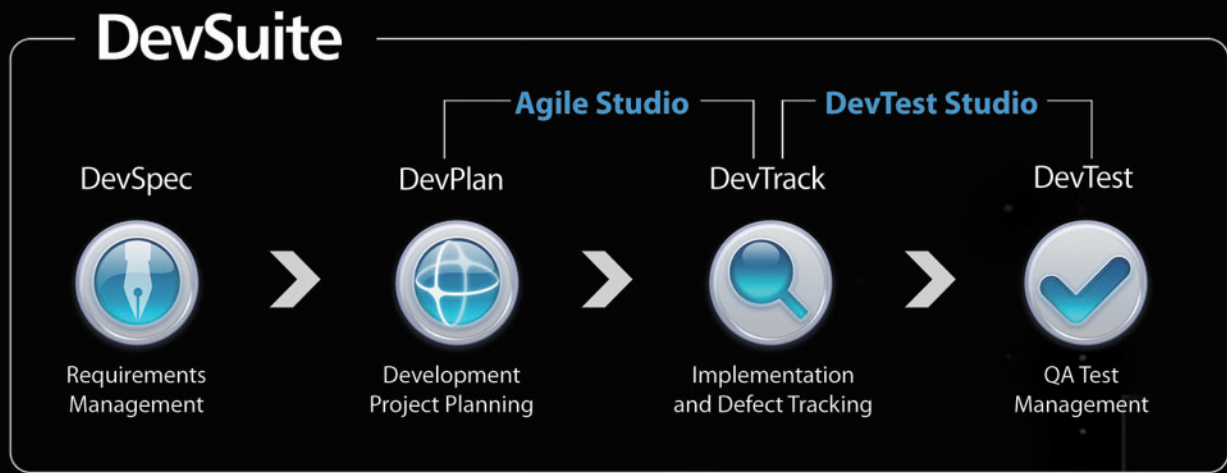 DevSuite
Agile Studio
DevTest Studio
DevSpec
DevPlan
DevTrack
DevTest
Requirements
Management
Development
Project Planning
Implementation
and Defect Tracking
QA Test
Management